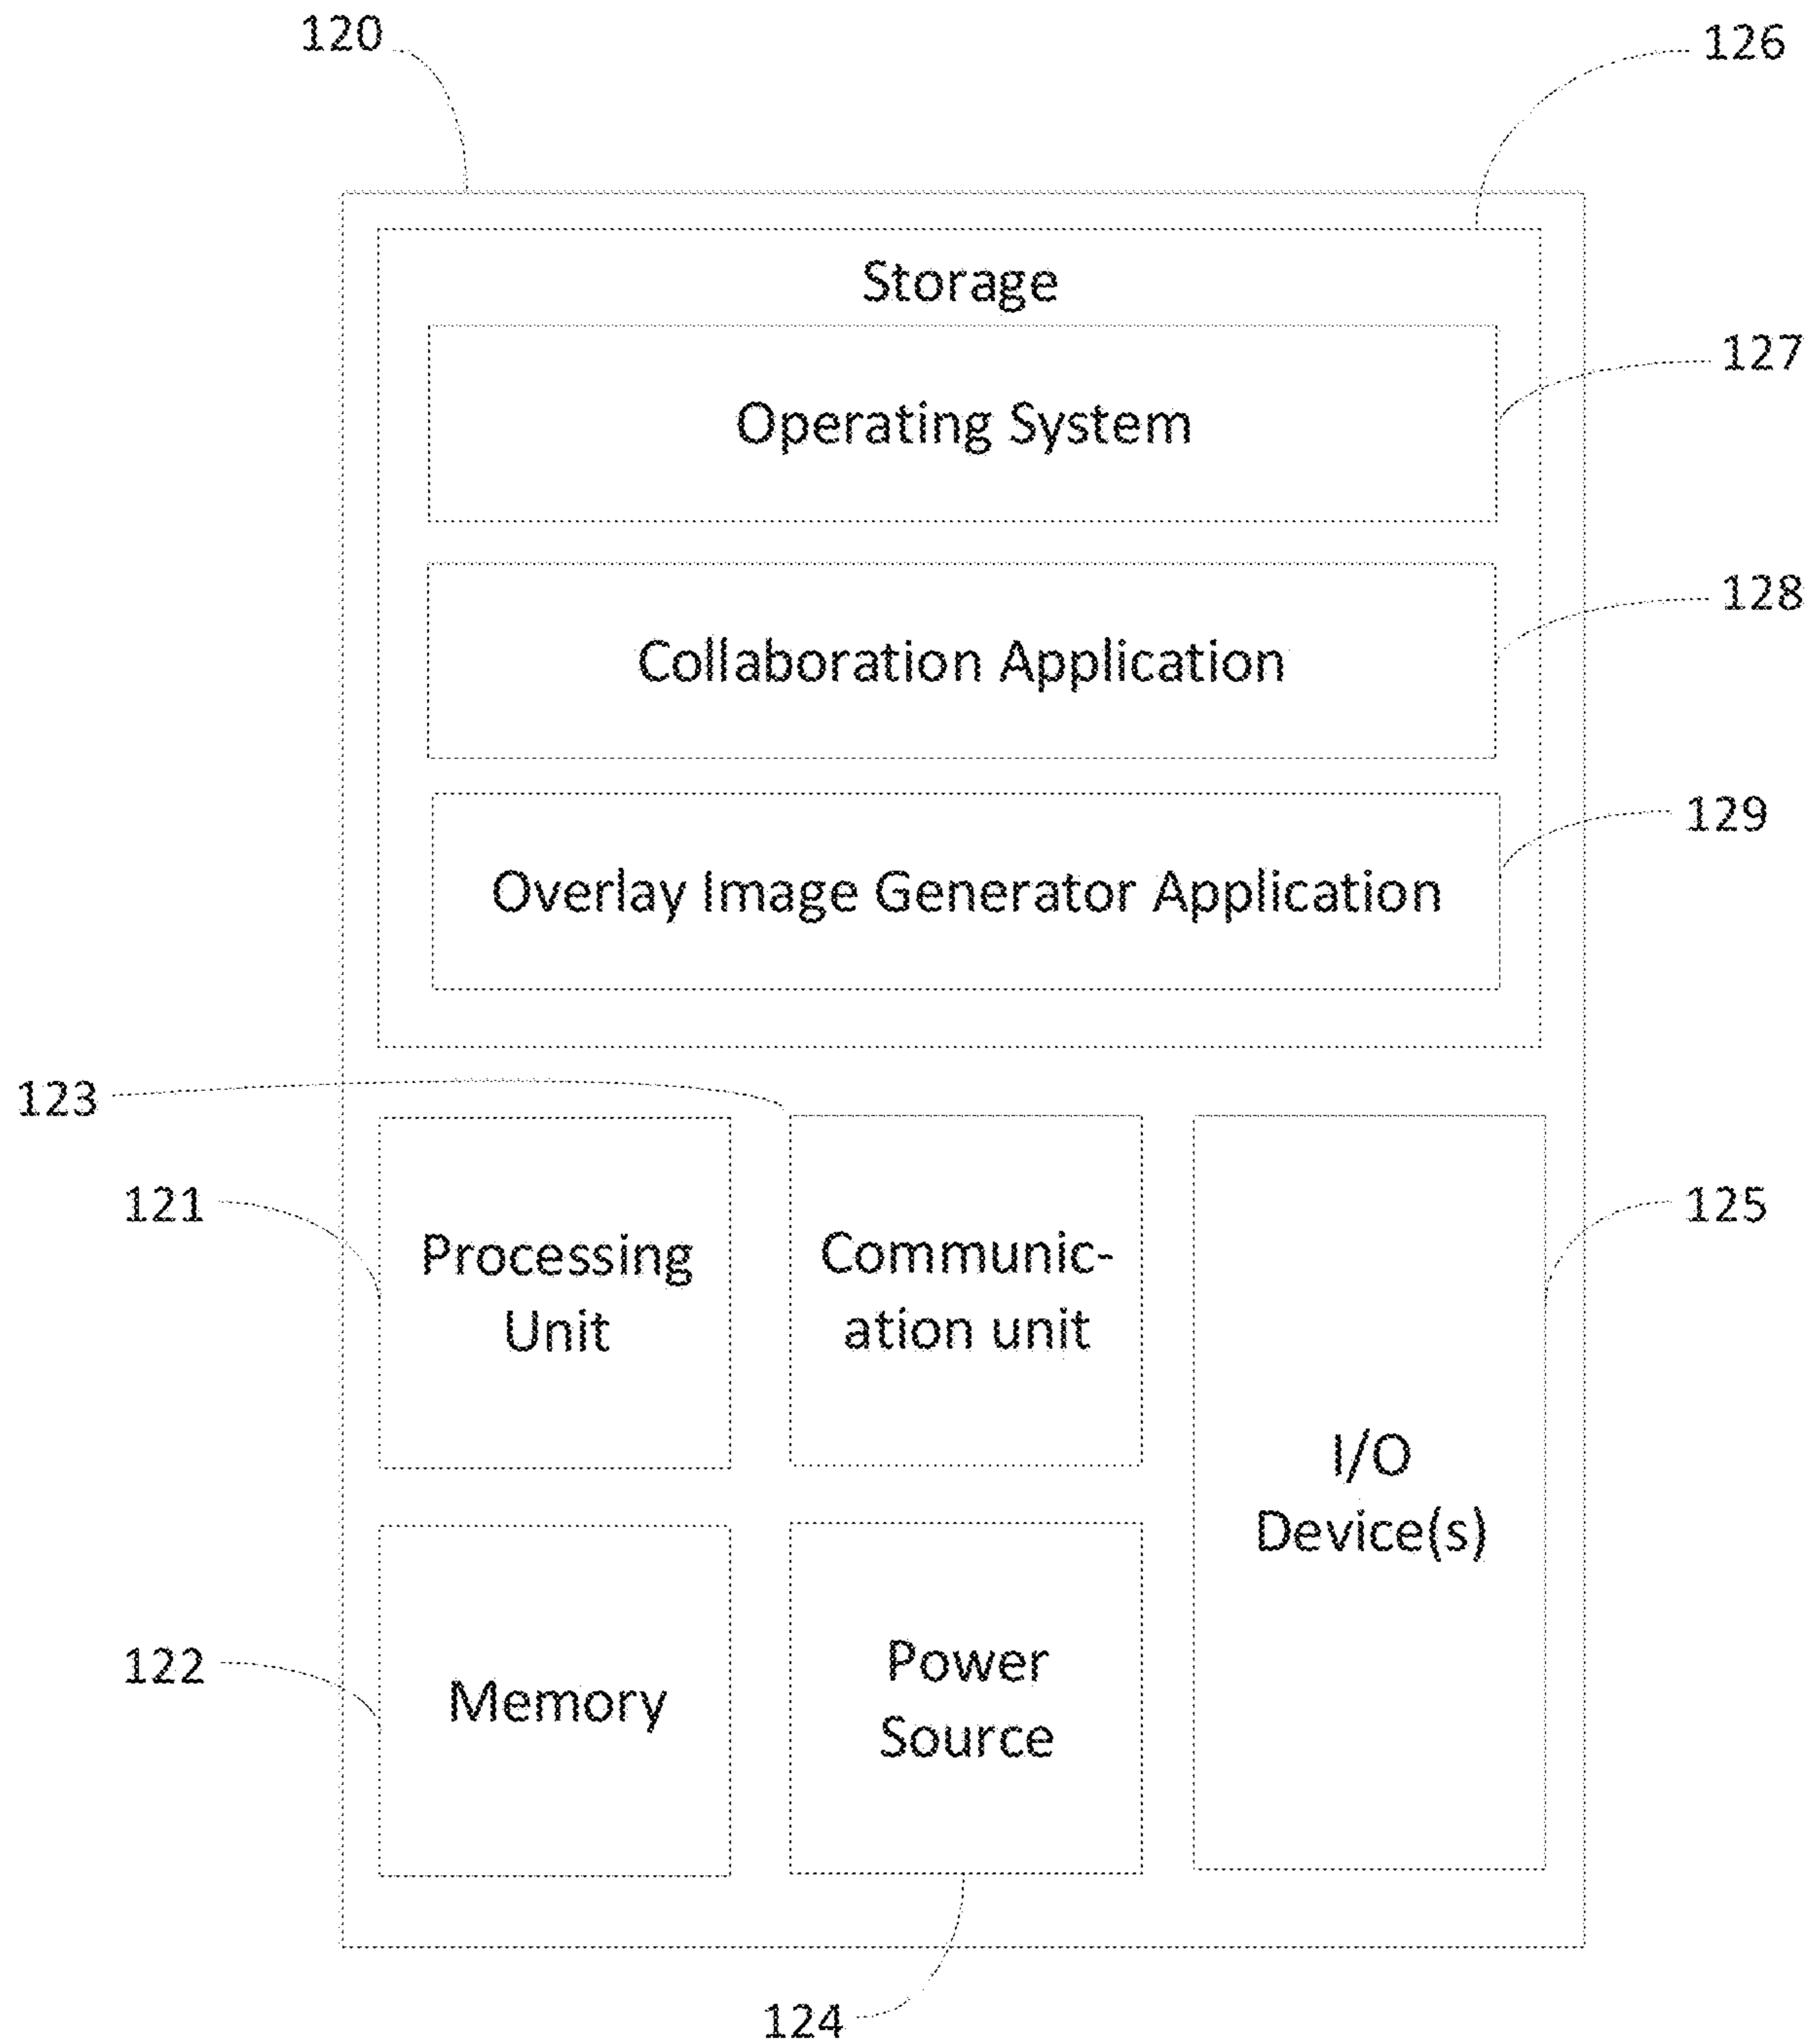 120
126
Storage
127
Operating System
128
Collaboration Application
129
Overlay Image Generator Application
123
121
125
Processing
Unit
Communic-
ation unit
I/O
Device(s)
122
Memory
Power
Source
124